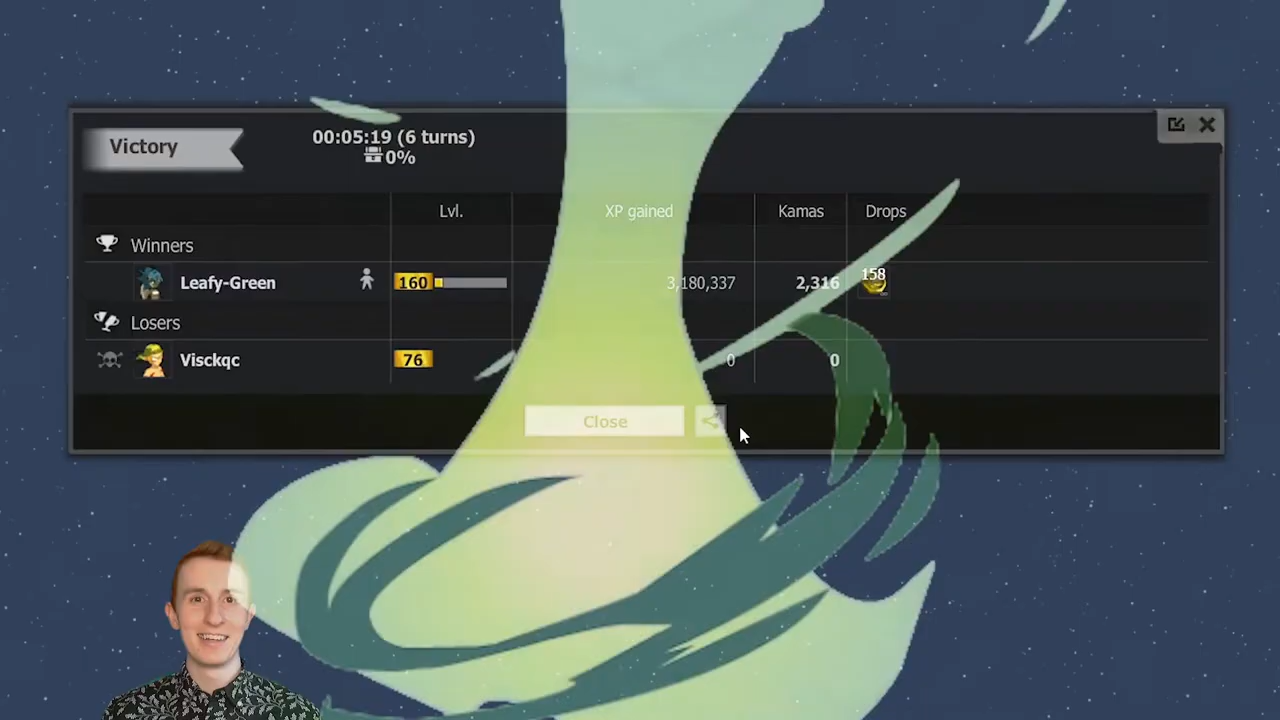 Victory
00:05:19 (6 turns)
0%
Lvl. XP gained Kamas Drops
Winners
Leafy-Green 160 3,180,337 2,316 158
Losers
Visckqc 76 0 0
Close